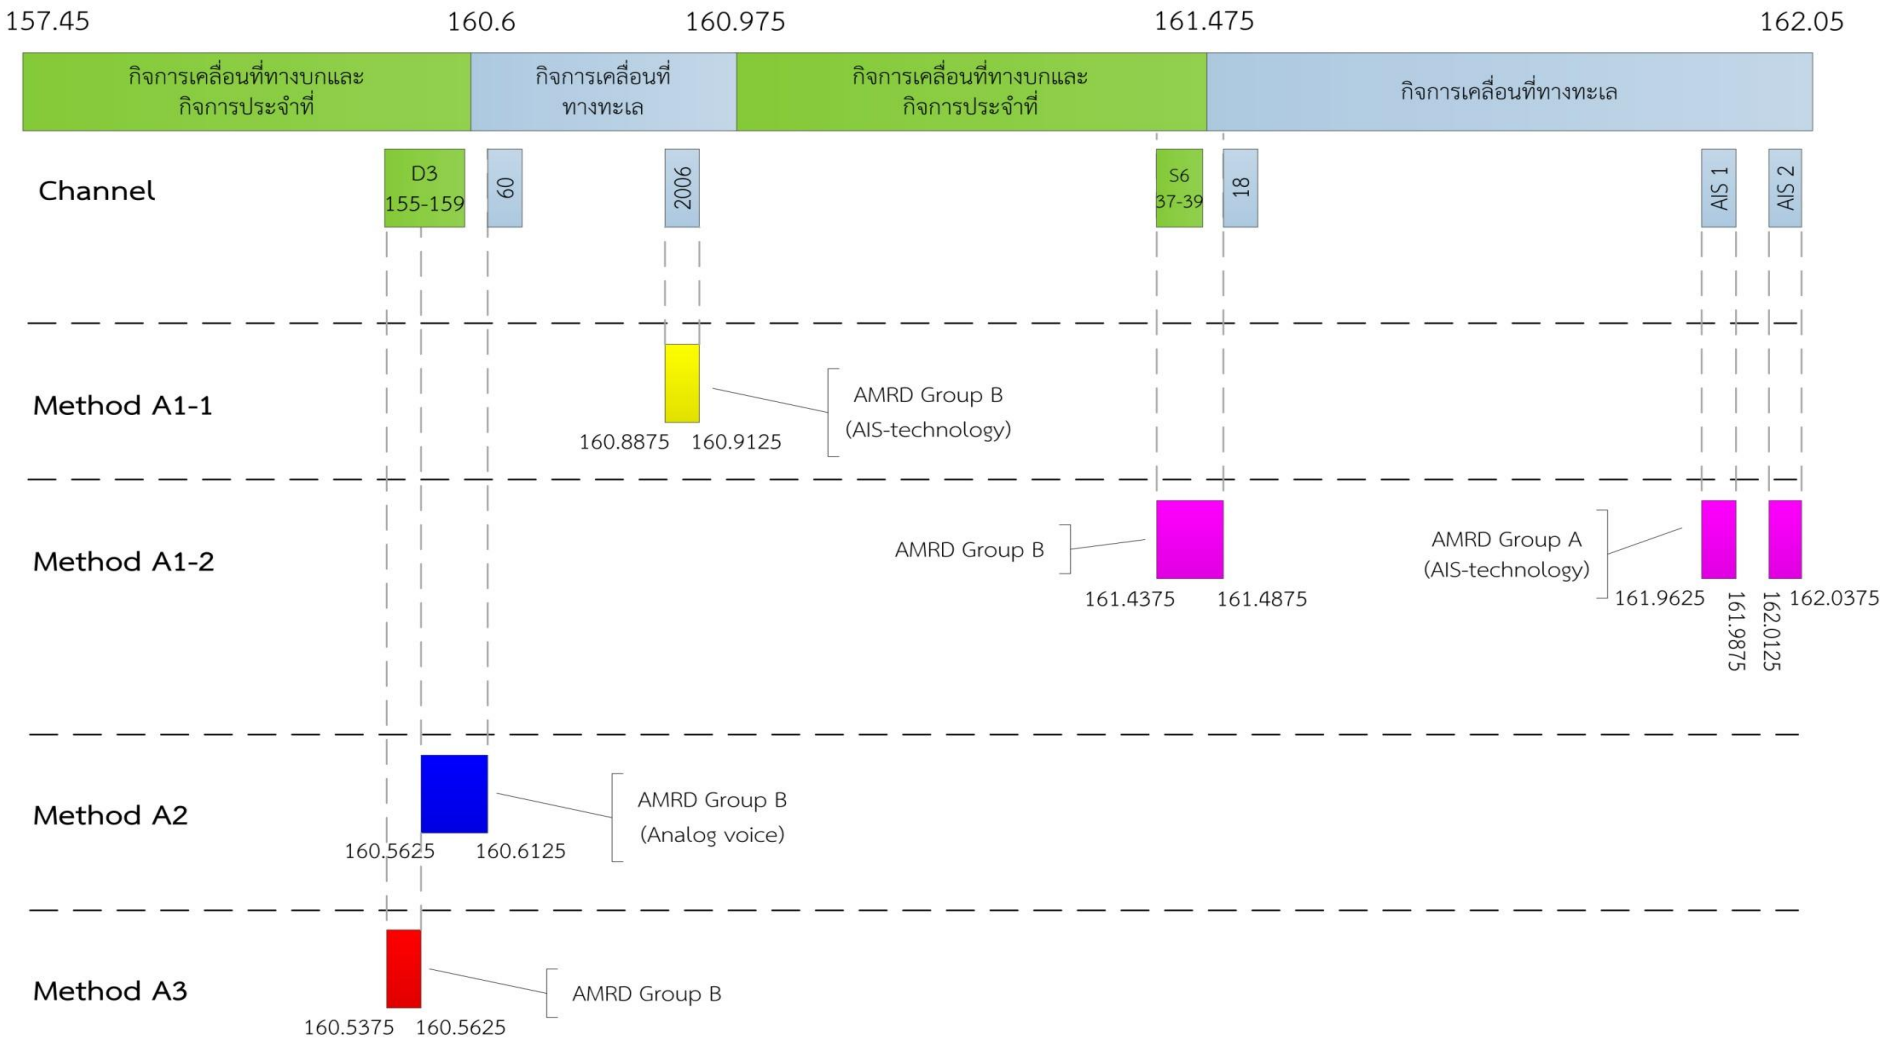 157.45
160.6
160.975
161.475
162.05
กิจการเคลื่อนที่ทางบกและ
กิจการประจำที่
กิจการเคลื่อนที่
ทางทะเล
กิจการเคลื่อนที่ทางบกและ
กิจการประจำที่
กิจการเคลื่อนที่ทางทะเล
Channel
D3
155-159
60
2006
S6
37-39
18
AIS 1
AIS 2
Method A1-1
160.8875
160.9125
AMRD Group B
(AIS-technology)
Method A1-2
AMRD Group B
161.4375
161.4875
AMRD Group A
(AIS-technology)
161.9625
161.9875
162.0125
162.0375
Method A2
160.5625
160.6125
AMRD Group B
(Analog voice)
Method A3
160.5375
160.5625
AMRD Group B